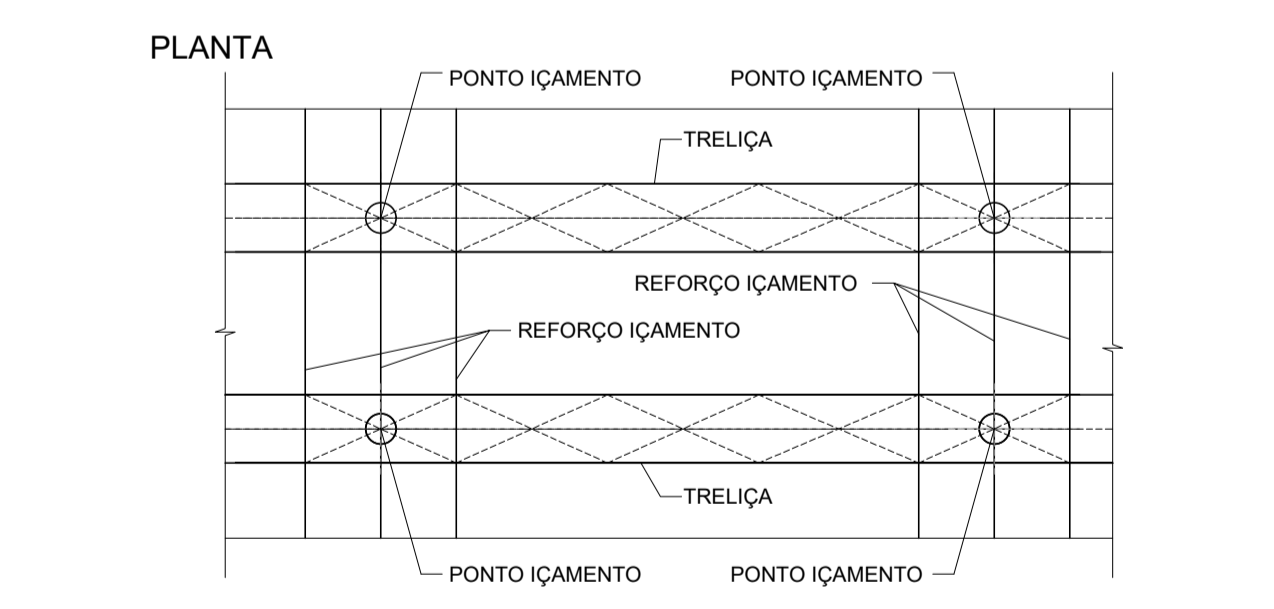 PLANTA
PONTO IÇAMENTO
PONTO IÇAMENTO
TRELIÇA
REFORÇO IÇAMENTO
REFORÇO IÇAMENTO
TRELIÇA
PONTO IÇAMENTO
PONTO IÇAMENTO